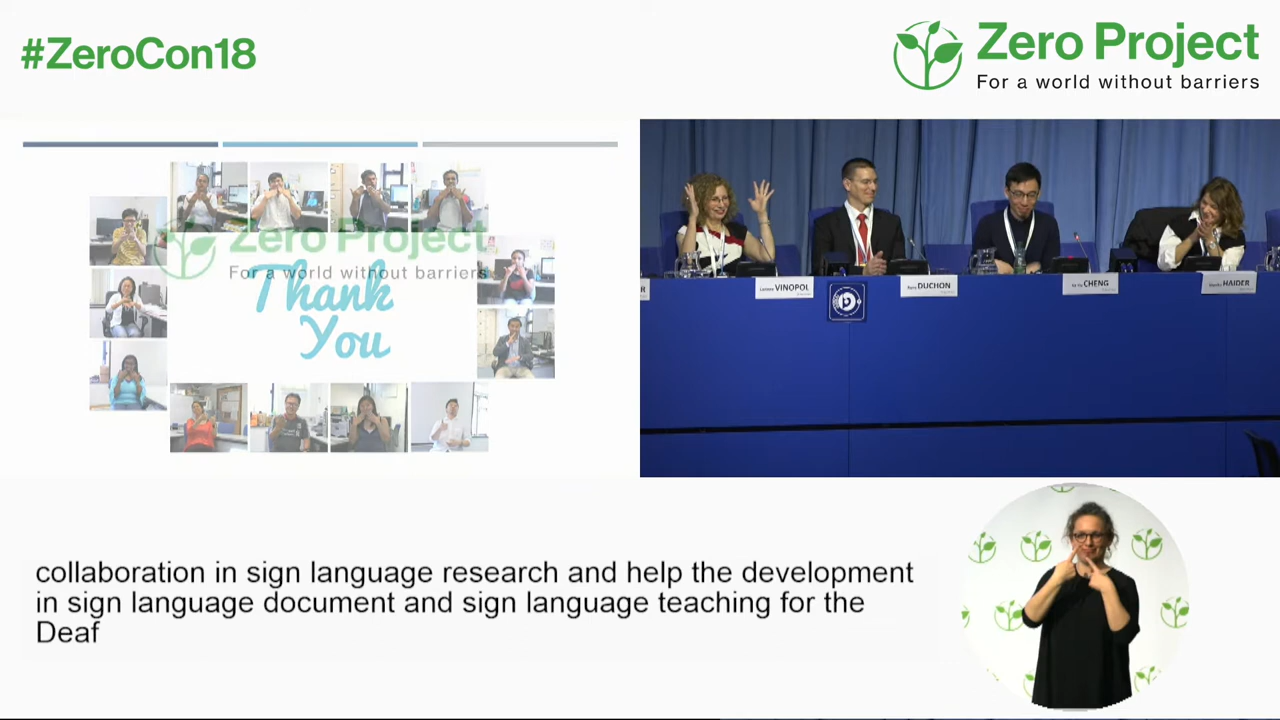 #ZeroCon18
Zero Project
For a world without barriers
Zero Project
For a world without barriers
Thank
You
VINOPOL
DUCHON
CHENG
HAIDER
collaboration in sign language research and help the development
in sign language document and sign language teaching for the
Deaf